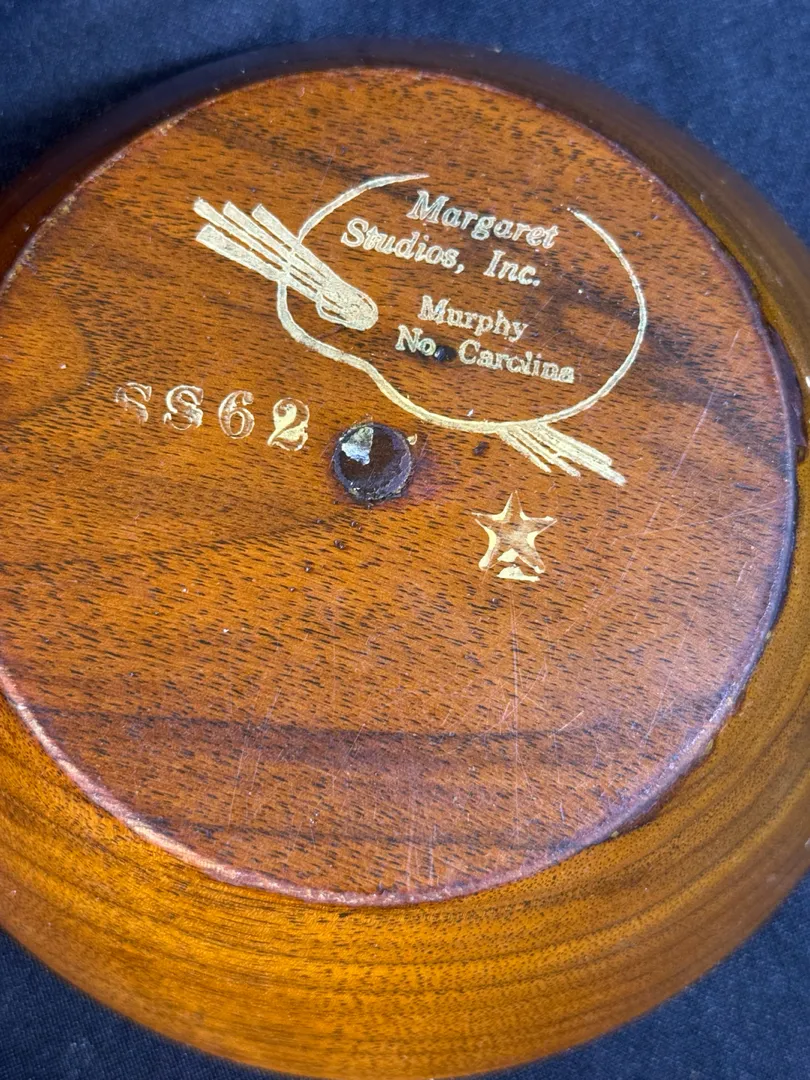 Margaret
Studios, Inc.
Murphy
No. Carolina
SS62